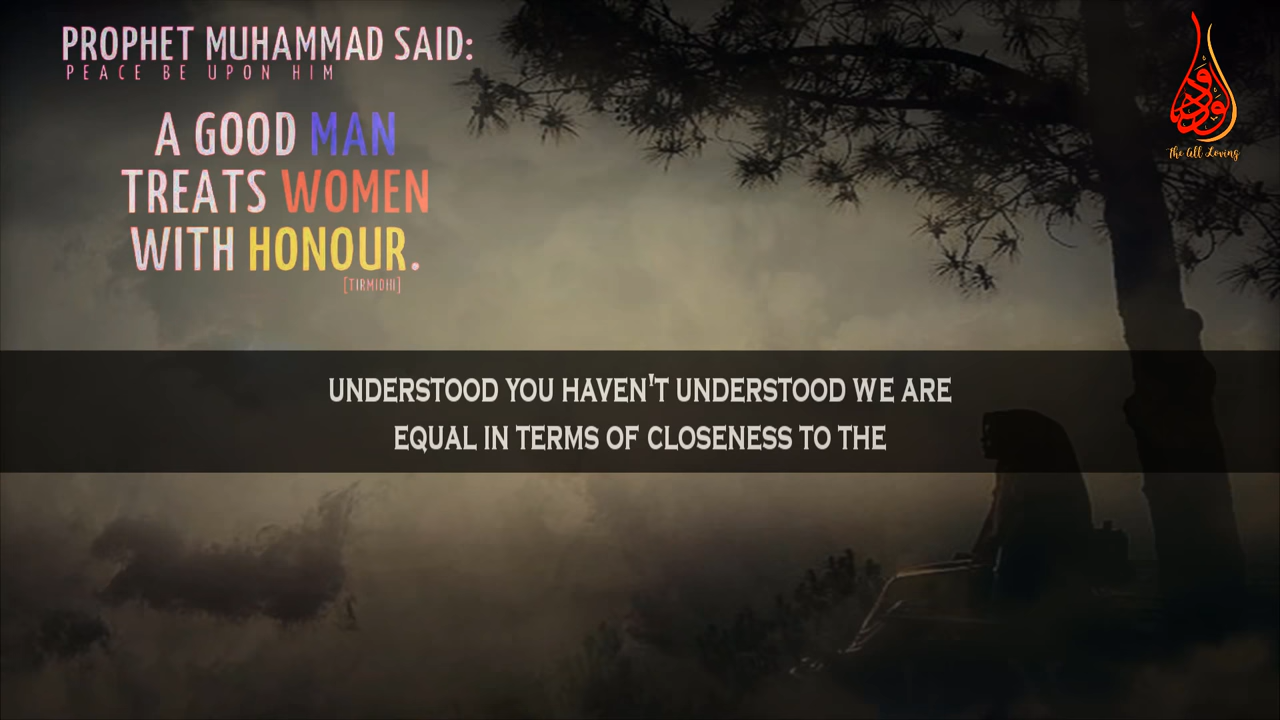 PROPHET MUHAMMAD SAID:
PEACE BE UPON HIM
A GOOD MAN
TREATS WOMEN
WITH HONOUR.
[TIRMIDHI]
الودود
The All Loving
UNDERSTOOD YOU HAVEN'T UNDERSTOOD WE ARE
EQUAL IN TERMS OF CLOSENESS TO THE